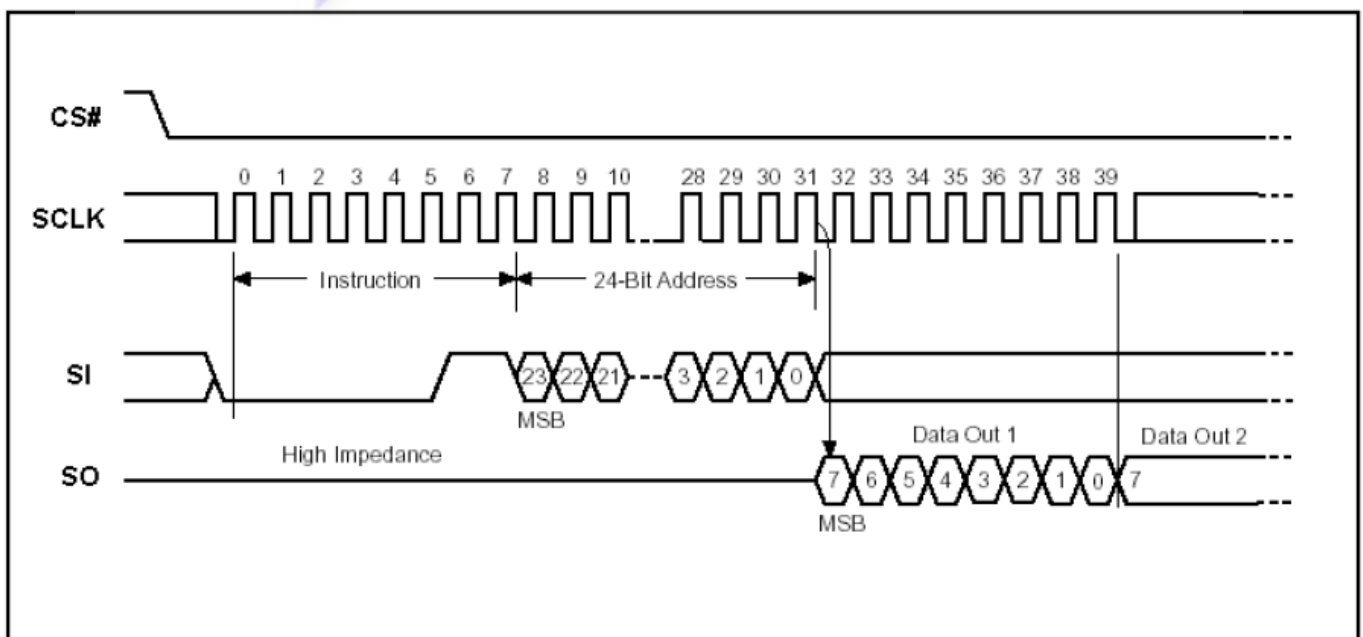 CS#
0 1 2 3 4 5 6 7 8 9 10 28 29 30 31 32 33 34 35 36 37 38 39
SCLK
Instruction 24-Bit Address
SI 23 22 21 3 2 1 0
MSB
High Impedance Data Out 1 Data Out 2
SO 7 6 5 4 3 2 1 0 7
MSB